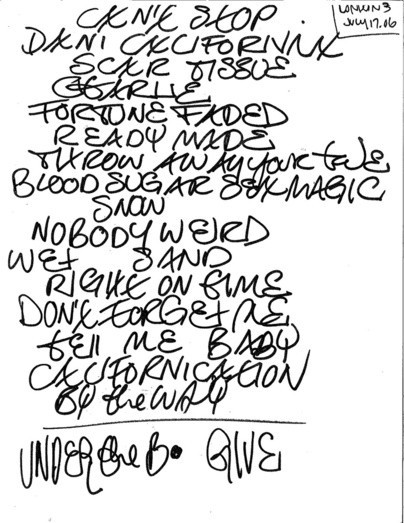 CAN'T STOP
LONDON 3
JULY 17.06
DANI CALIFORNIA
SCAR TISSUE
CHARLIE
FORTUNE FADED
READY MADE
THROW AWAY your teVE
BLOOD SUGAR SEX MAGIC
SNOW
NOBODY WEIRD
WEt SAND
RIGHt ON tIME
DON't FORGEt ME
tEll ME BABY
CALIFORNICATION
BY the WAY
UNDER the B. GIVE